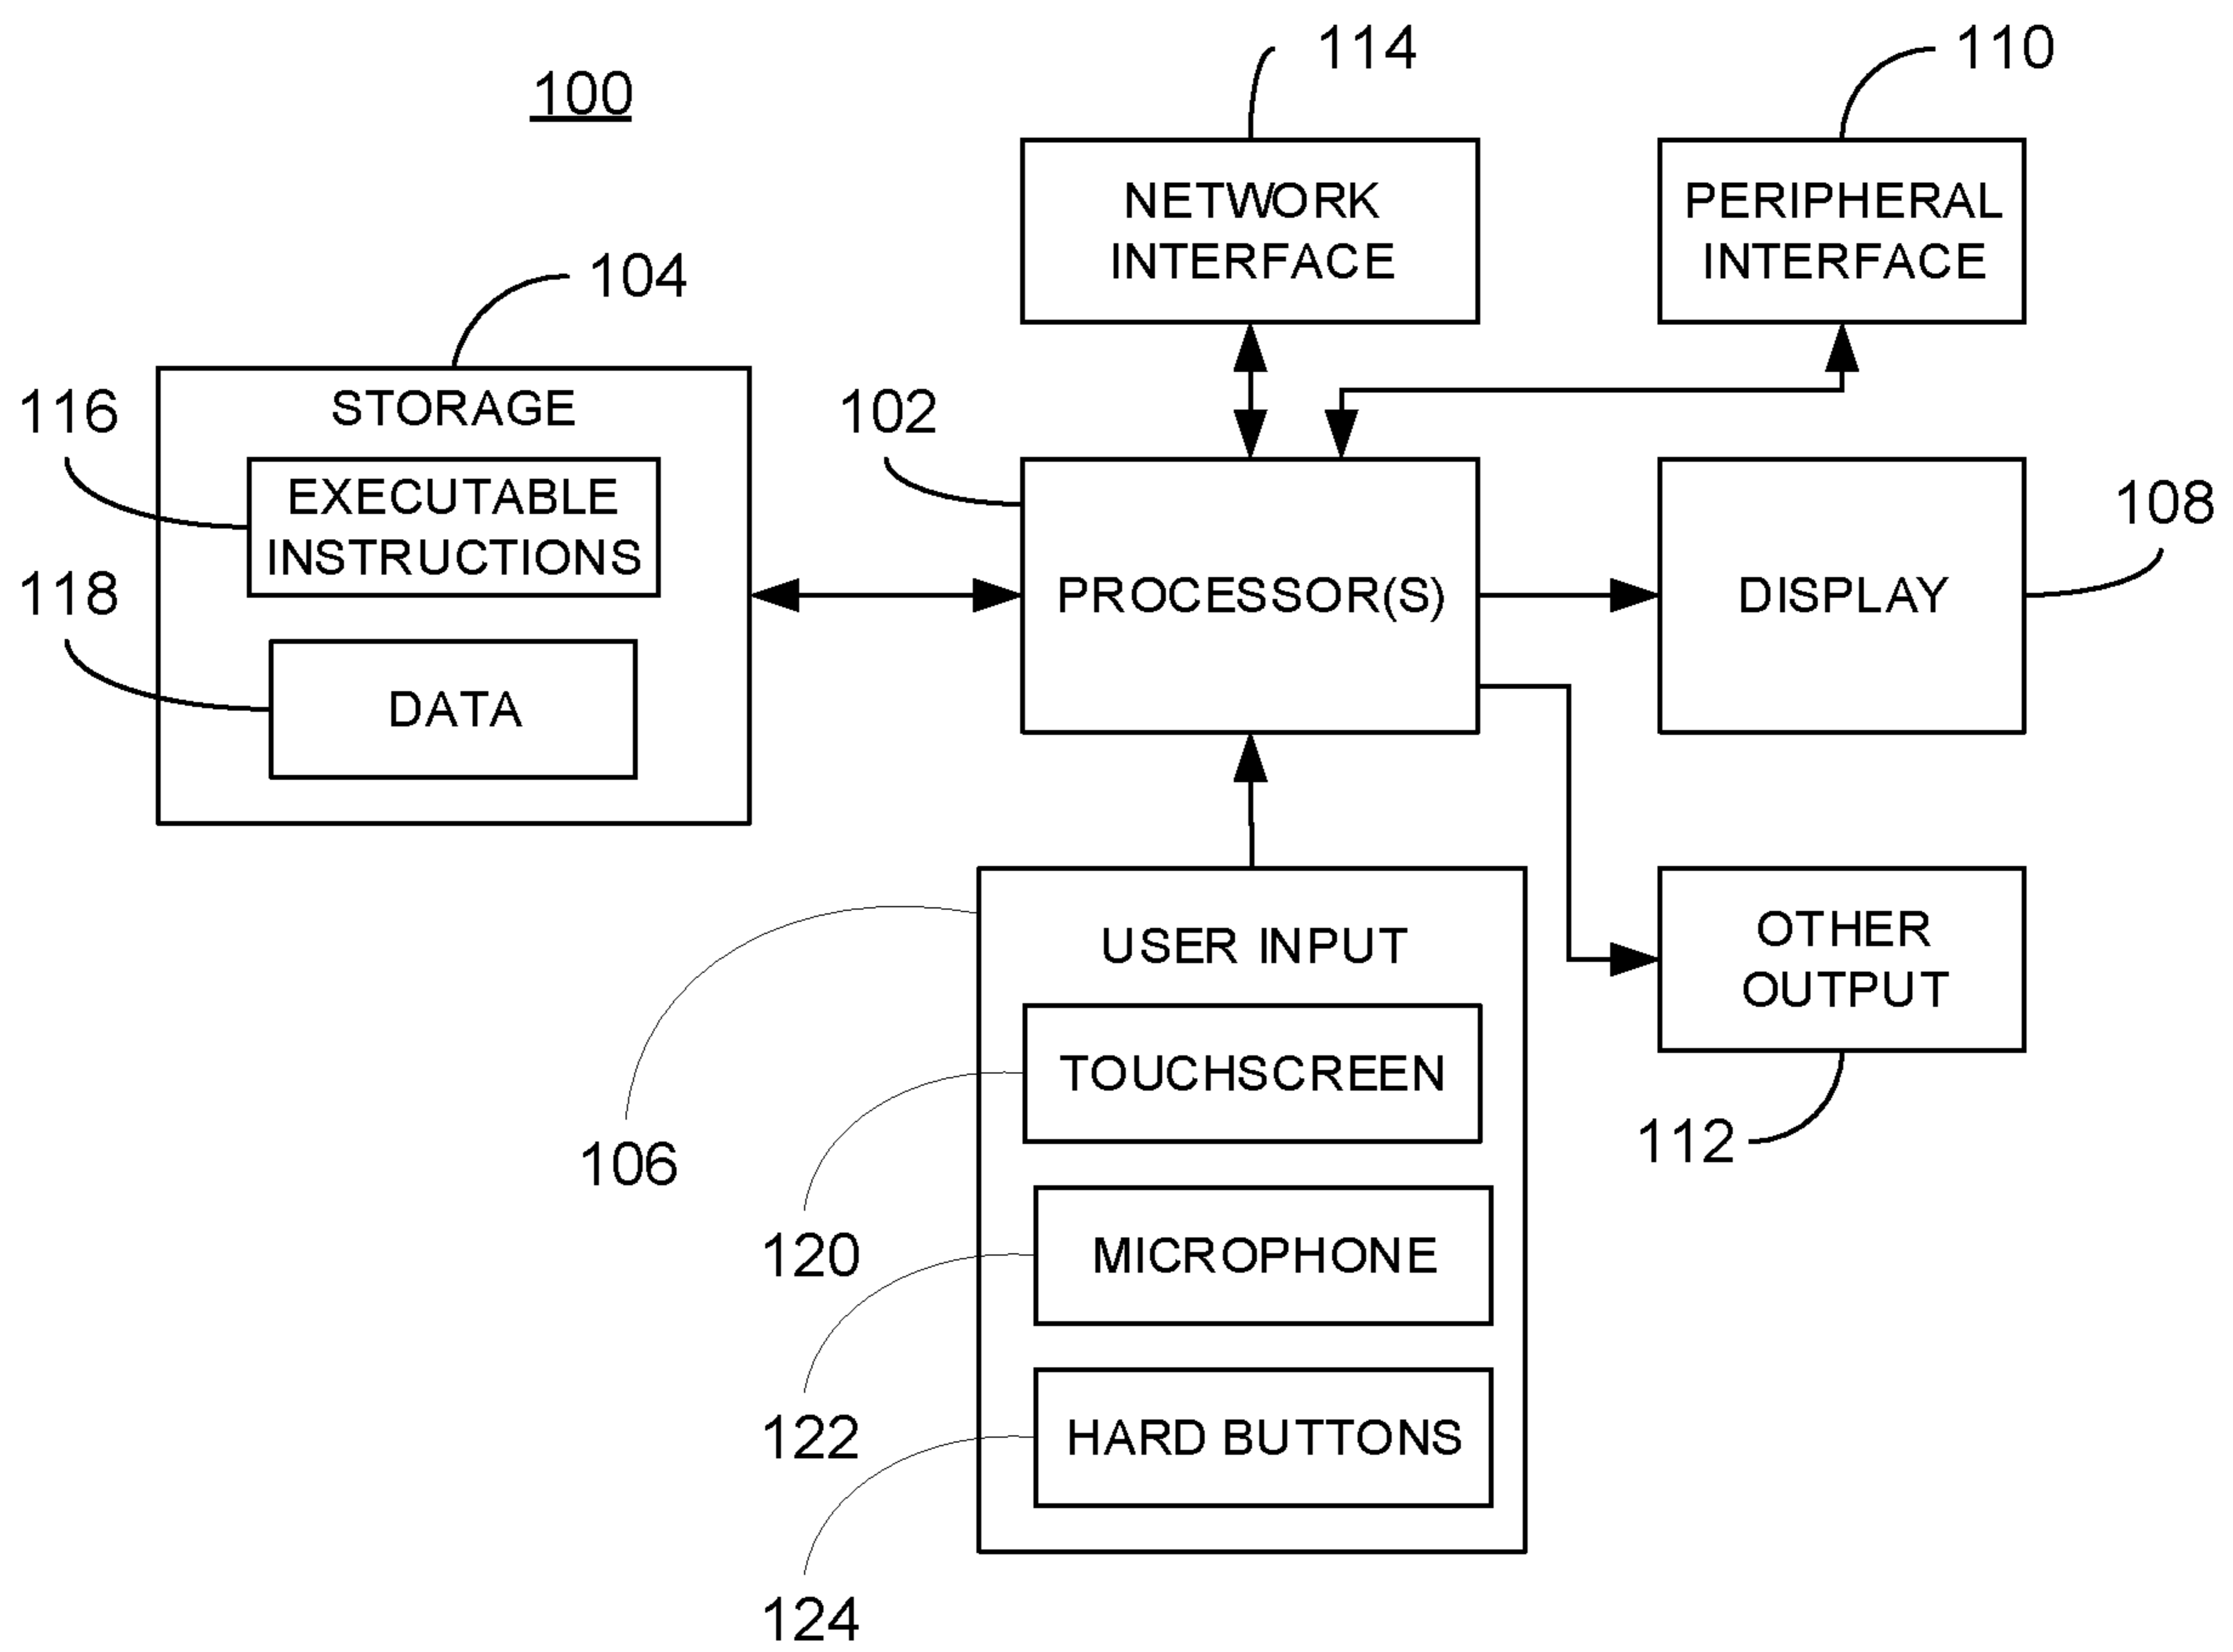 114
110
100
NETWORK
INTERFACE
PERIPHERAL
INTERFACE
104
STORAGE
116
102
EXECUTABLE
INSTRUCTIONS
108
118
PROCESSOR(S)
DISPLAY
DATA
USER INPUT
OTHER
OUTPUT
TOUCHSCREEN
112
106
120
MICROPHONE
122
HARD BUTTONS
124